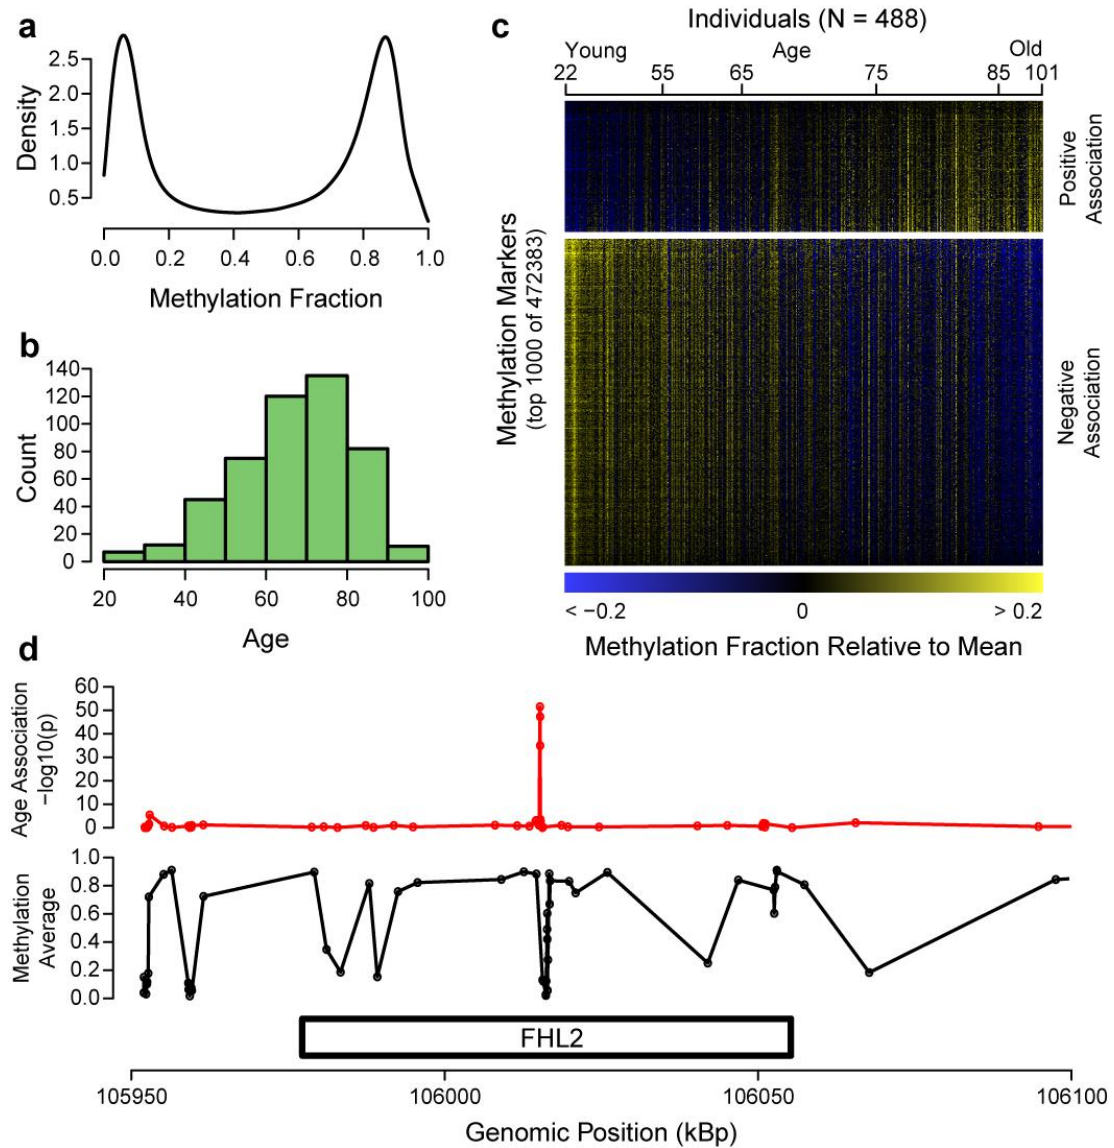 a
2.5
2.0
1.5
1.0
0.5
Density
0.0 0.2 0.4 0.6 0.8 1.0
Methylation Fraction
b
140
120
100
80
60
40
20
0
Count
20 40 60 80 100
Age
c
Individuals (N = 488)
Young Age Old
22 55 65 75 85 101
Positive
Association
Methylation Markers
(top 1000 of 472383)
Negative
Association
< −0.2 0 > 0.2
Methylation Fraction Relative to Mean
d
60
50
40
30
20
10
0
Age Association
−log10(p)
1.0
0.8
0.6
0.4
0.2
0.0
Methylation
Average
FHL2
105950 106000 106050 106100
Genomic Position (kBp)